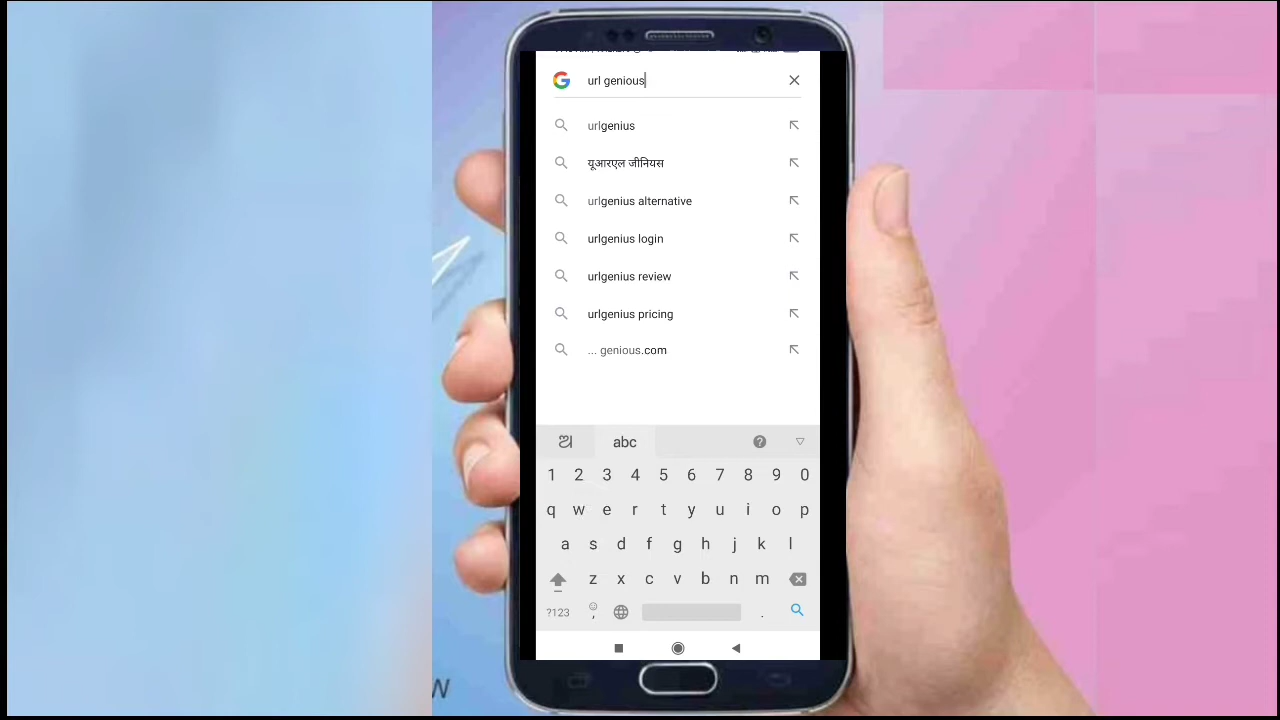 url genious
urlgenius
यूआरएल जीनियस
urlgenius alternative
urlgenius login
urlgenius review
urlgenius pricing
... genious.com
ଅ abc ?
1 2 3 4 5 6 7 8 9 0
q w e r t y u i o p
a s d f g h j k l
z x c v b n m
?123 , .
W